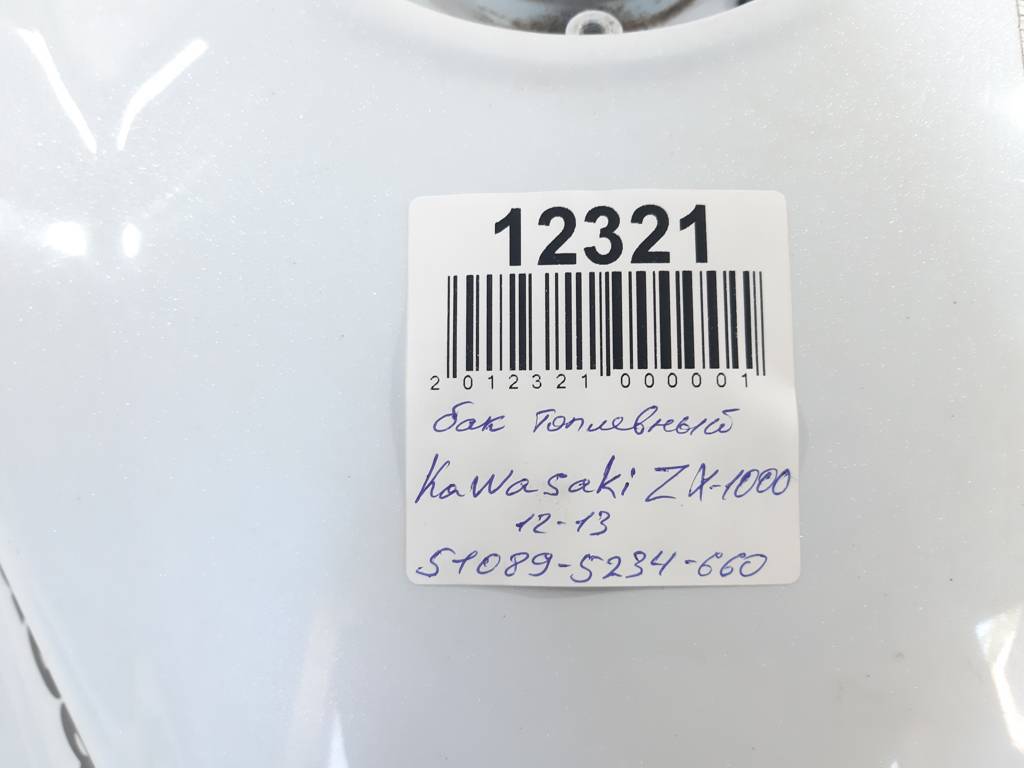 12321
2 012321 000001
бак топливный
Kawasaki ZX-1000
12-13
51089-5234-660